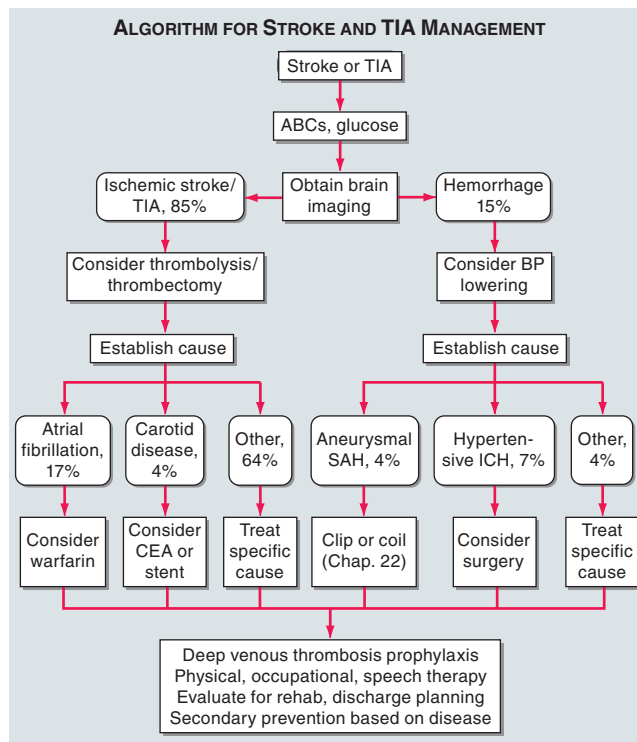 ALGORITHM FOR STROKE AND TIA MANAGEMENT
Stroke or TIA
ABCs, glucose
Ischemic stroke/
TIA, 85%
Obtain brain
imaging
Hemorrhage
15%
Consider thrombolysis/
thrombectomy
Consider BP
lowering
Establish cause
Establish cause
Atrial
fibrillation,
17%
Carotid
disease,
4%
Other,
64%
Aneurysmal
SAH, 4%
Hyperten-
sive ICH, 7%
Other,
4%
Consider
warfarin
Consider
CEA or
stent
Treat
specific
cause
Clip or coil
(Chap. 22)
Consider
surgery
Treat
specific
cause
Deep venous thrombosis prophylaxis
Physical, occupational, speech therapy
Evaluate for rehab, discharge planning
Secondary prevention based on disease